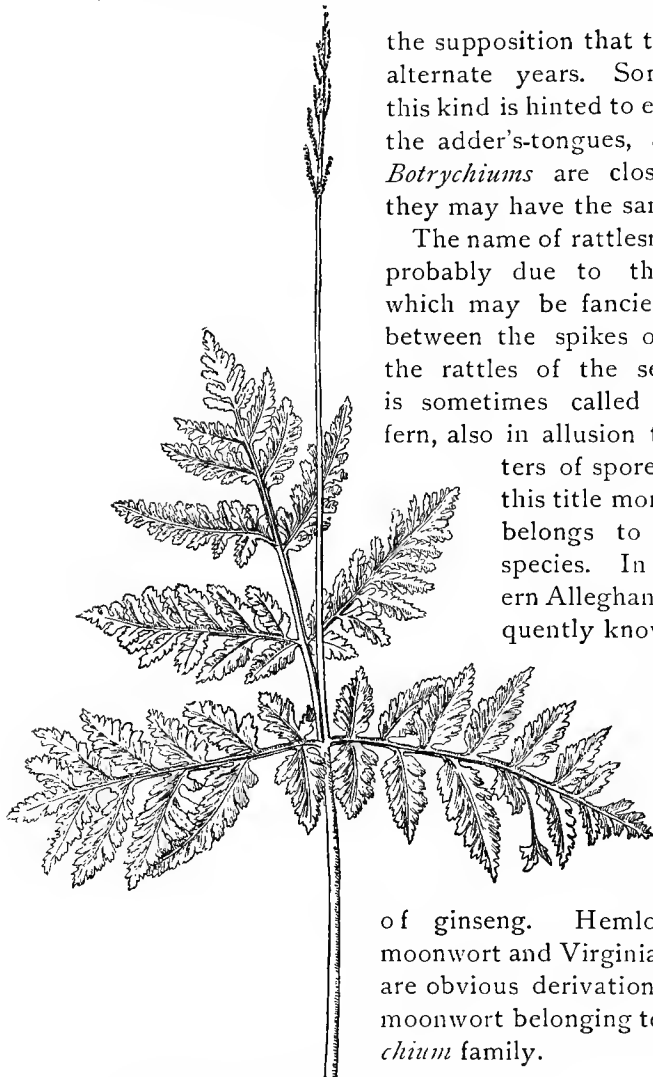 the supposition that t
alternate years. Som
this kind is hinted to e
the adder's-tongues,
Botrychiums are clos
they may have the sam
The name of rattlesn
probably due to th
which may be fancie
between the spikes o
the rattles of the se
is sometimes called
fern, also in allusion t
ters of spore
this title mor
belongs to
species. In
ern Alleghan
quently know
of ginseng. Hemlo
moonwort and Virginia
are obvious derivation
moonwort belonging to
chium family.